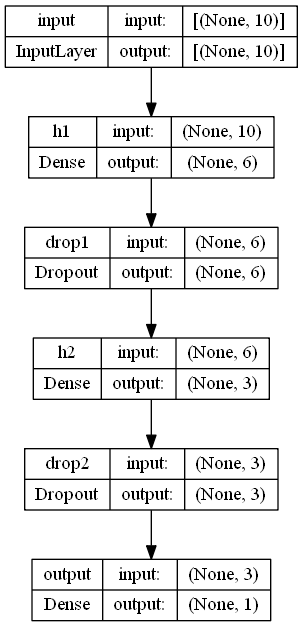 input input: [(None, 10)]
InputLayer output: [(None, 10)]
h1 input: (None, 10)
Dense output: (None, 6)
drop1 input: (None, 6)
Dropout output: (None, 6)
h2 input: (None, 6)
Dense output: (None, 3)
drop2 input: (None, 3)
Dropout output: (None, 3)
output input: (None, 3)
Dense output: (None, 1)